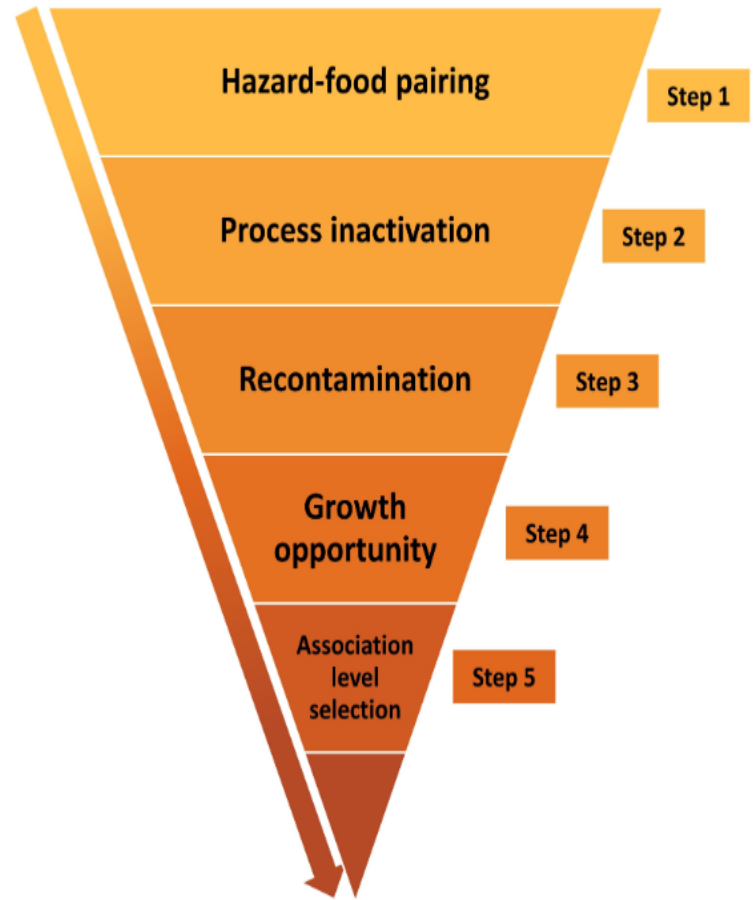 Hazard-food pairing
Step 1
Process inactivation
Step 2
Recontamination
Step 3
Growth
opportunity
Step 4
Association
level
selection
Step 5